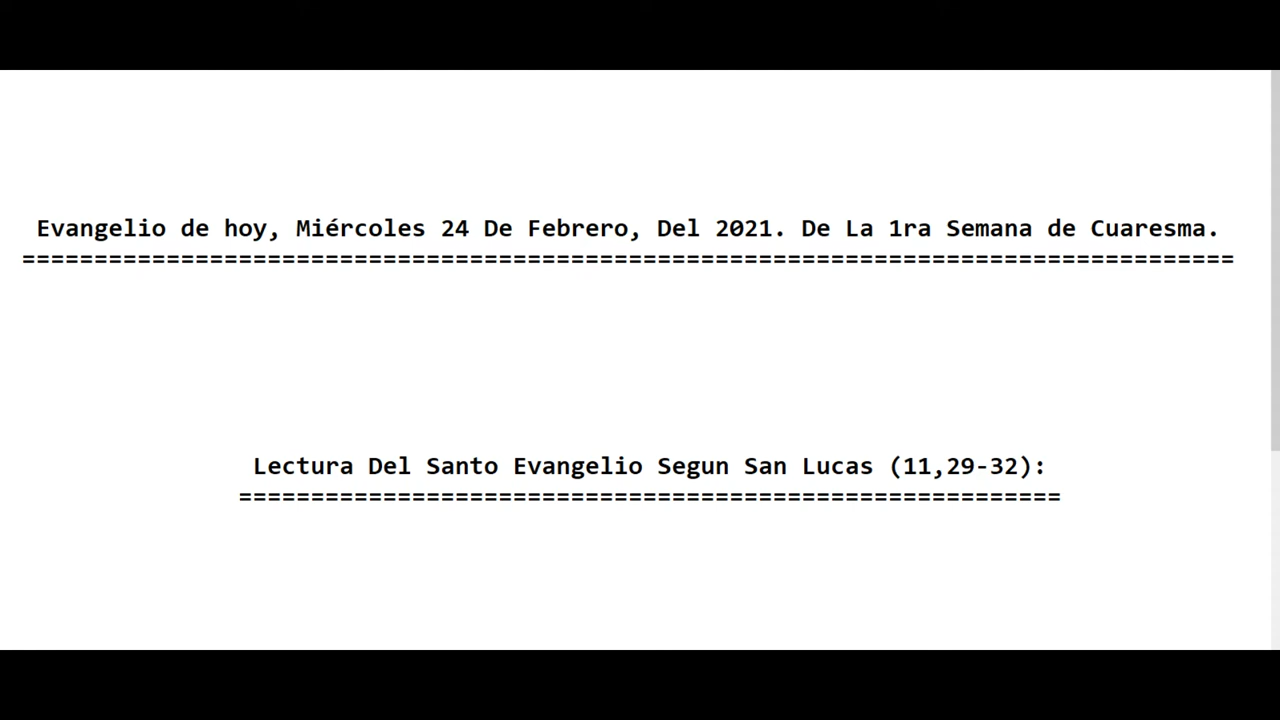 Evangelio de hoy, Miércoles 24 De Febrero, Del 2021. De La 1ra Semana de Cuaresma.
====================================================================================
Lectura Del Santo Evangelio Segun San Lucas (11,29-32):
=========================================================